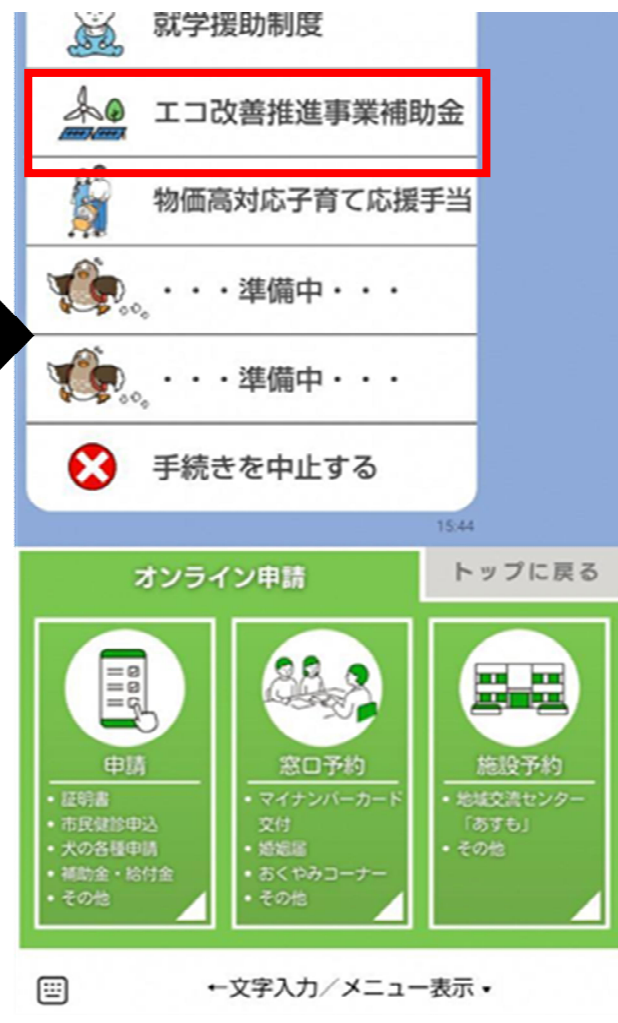 就学援助制度
エコ改善推進事業補助金
物価高対応子育て応援手当
・・・準備中・・・
・・・準備中・・・
手続きを中止する
15:44
オンライン申請
トップに戻る
申請
• 証明書
• 市民健診申込
• 犬の各種申請
• 補助金・給付金
• その他
窓口予約
• マイナンバーカード
交付
• 婚姻届
• おくやみコーナー
• その他
施設予約
• 地域交流センター
「あすも」
• その他
←文字入力／メニュー表示▼